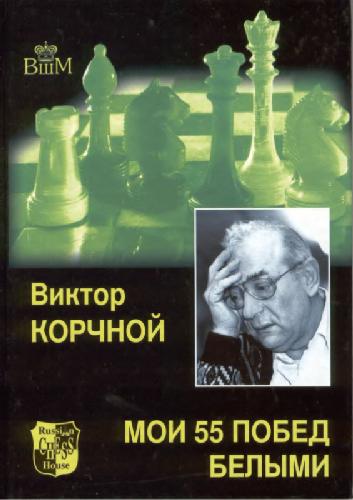 ВшМ
Виктор
КОРЧНОЙ
Russian
CHESS
House
МОИ 55 ПОБЕД
БЕЛЫМИ